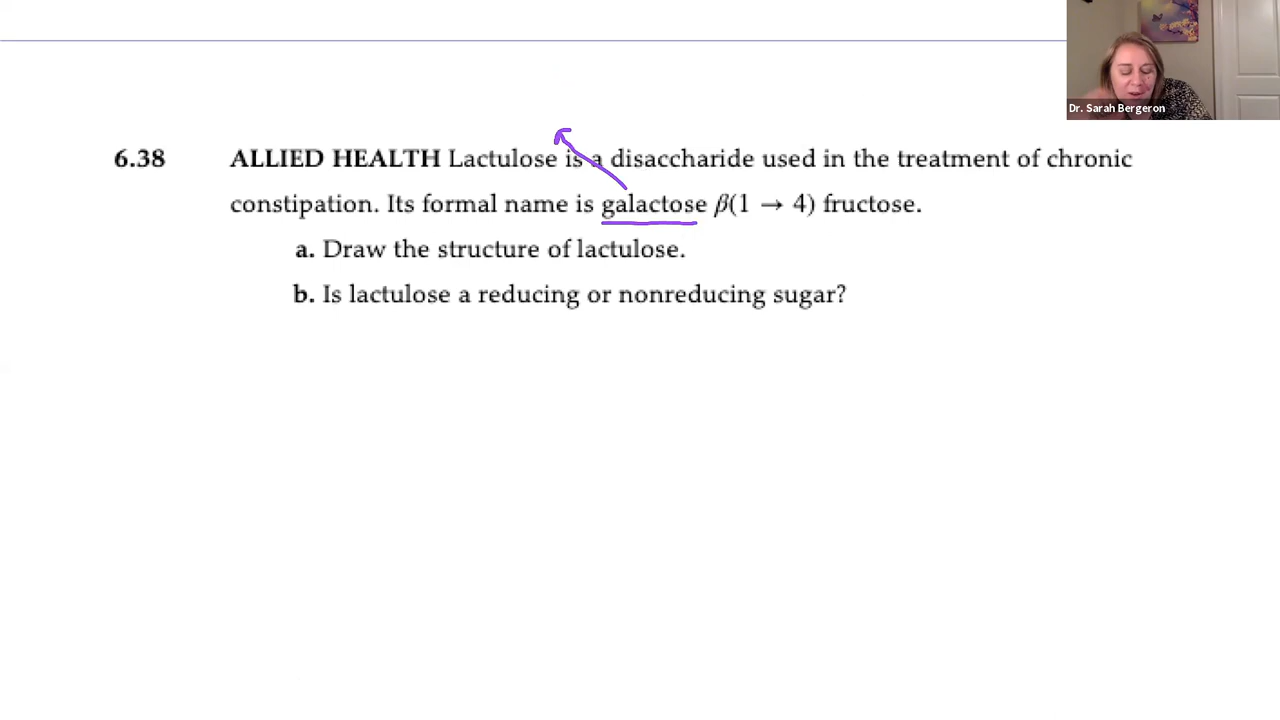 Dr. Sarah Bergeron
6.38 ALLIED HEALTH Lactulose is a disaccharide used in the treatment of chronic
constipation. Its formal name is galactose β(1 → 4) fructose.
a. Draw the structure of lactulose.
b. Is lactulose a reducing or nonreducing sugar?